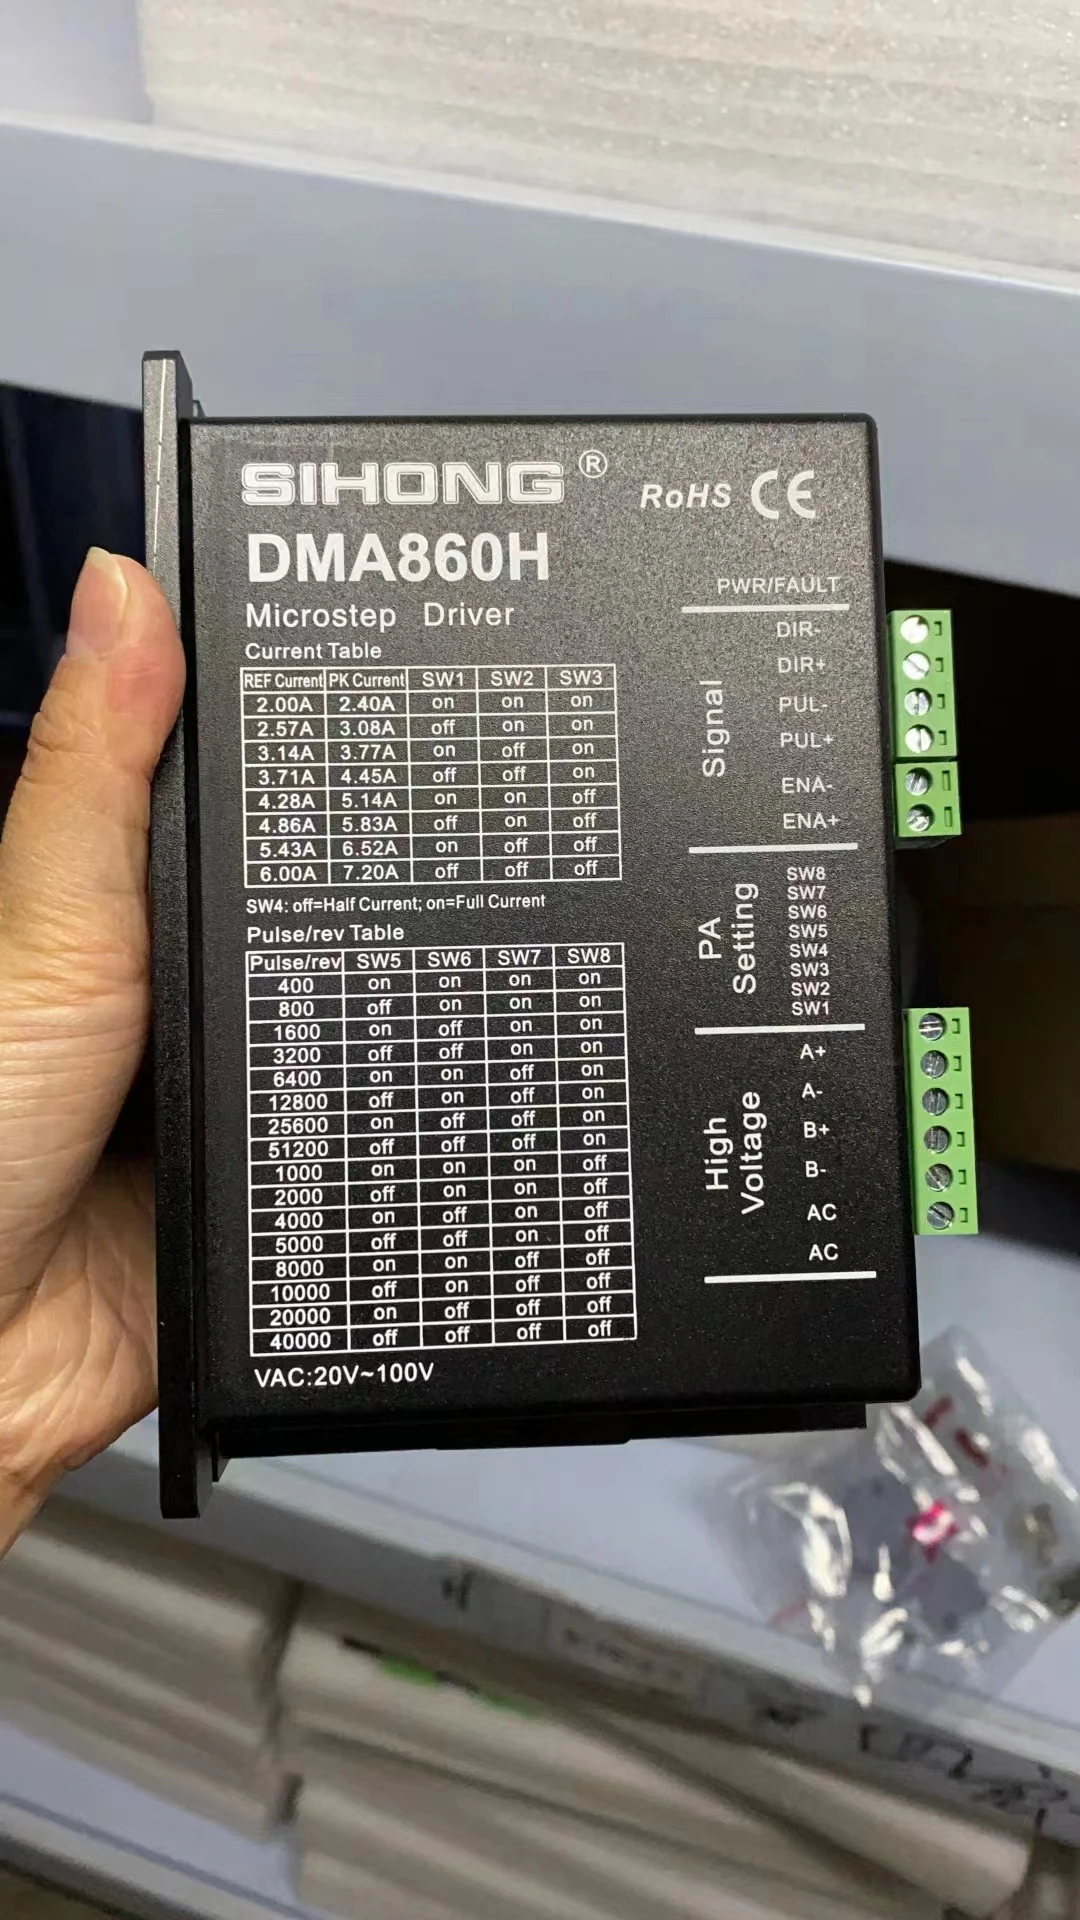 SIHONG®
RoHS CE
DMA860H
Microstep Driver
Current Table
REF Current PK Current SW1 SW2 SW3
2.00A 2.40A on on on
2.57A 3.08A off on on
3.14A 3.77A on off on
3.71A 4.45A off off on
4.28A 5.14A on on off
4.86A 5.83A off on off
5.43A 6.52A on off off
6.00A 7.20A off off off
SW4: off=Half Current; on=Full Current
Pulse/rev Table
Pulse/rev SW5 SW6 SW7 SW8
400 on on on on
800 off on on on
1600 on off on on
3200 off off on on
6400 on on off on
12800 off on off on
25600 on off off on
51200 off off off on
1000 on on on off
2000 off on on off
4000 on off on off
5000 off off on off
8000 on on off off
10000 off on off off
20000 on off off off
40000 off off off off
VAC:20V~100V
PWR/FAULT
Signal
DIR-
DIR+
PUL-
PUL+
ENA-
ENA+
PA
Setting
SW8
SW7
SW6
SW5
SW4
SW3
SW2
SW1
High
Voltage
A+
A-
B+
B-
AC
AC